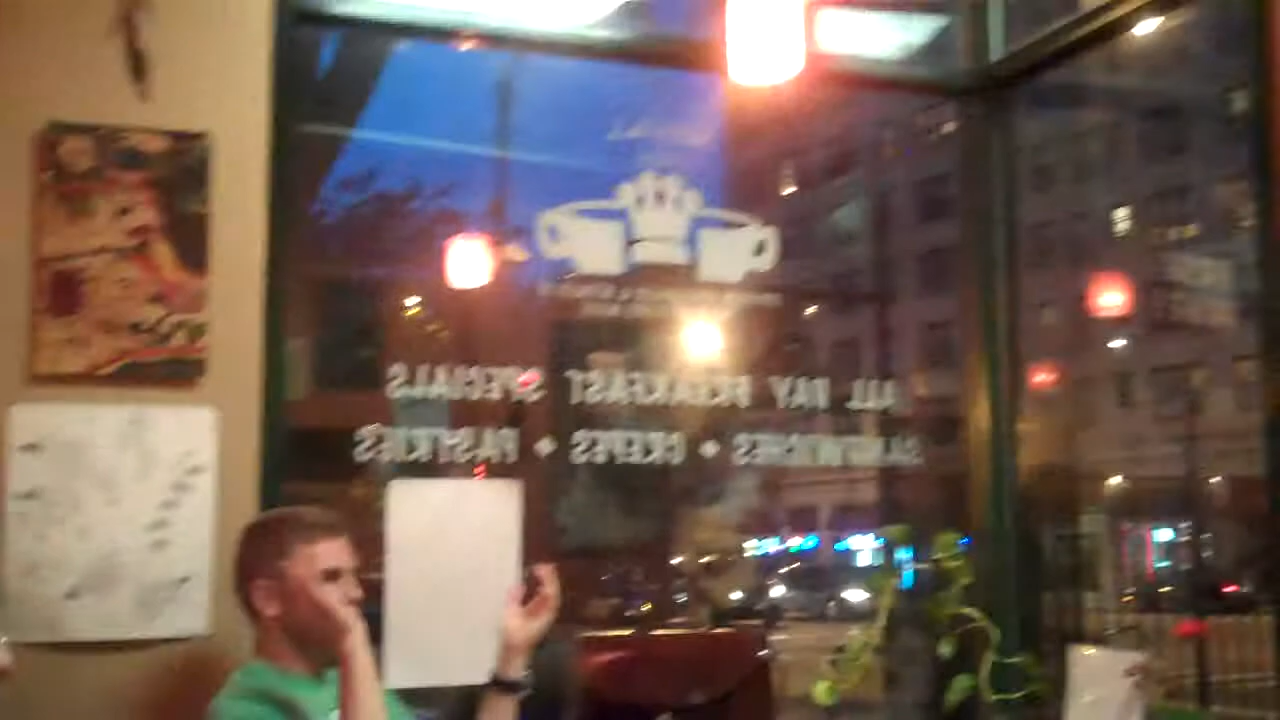 ALL DAY BREAKFAST SPECIALS
SANDWICHES • CREPES • PASTRIES